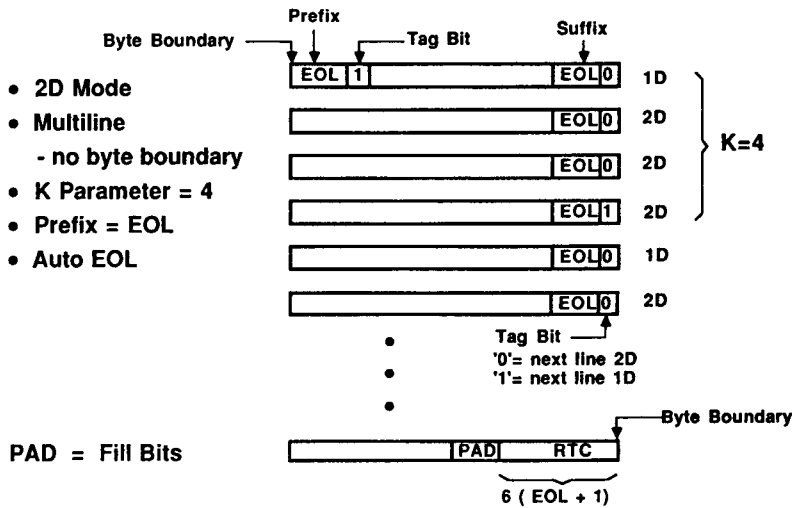 Prefix
Byte Boundary
Tag Bit
Suffix
EOL 1 EOL 0 1D
• 2D Mode
EOL 0 2D
• Multiline
- no byte boundary
EOL 0 2D
K=4
• K Parameter = 4
EOL 1 2D
• Prefix = EOL
• Auto EOL
EOL 0 1D
EOL 0 2D
Tag Bit
'0'= next line 2D
'1'= next line 1D
Byte Boundary
PAD = Fill Bits
PAD RTC
6 ( EOL + 1)